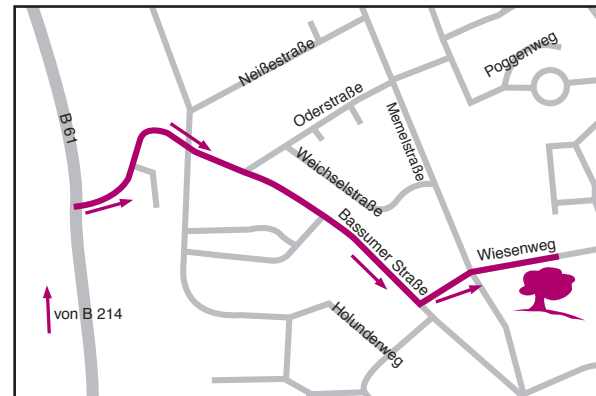 Neißestraße
Poggenweg
B 61
Oderstraße
Memelstraße
Weichselstraße
Bassumer Straße
Wiesenweg
von B 214
Holunderweg